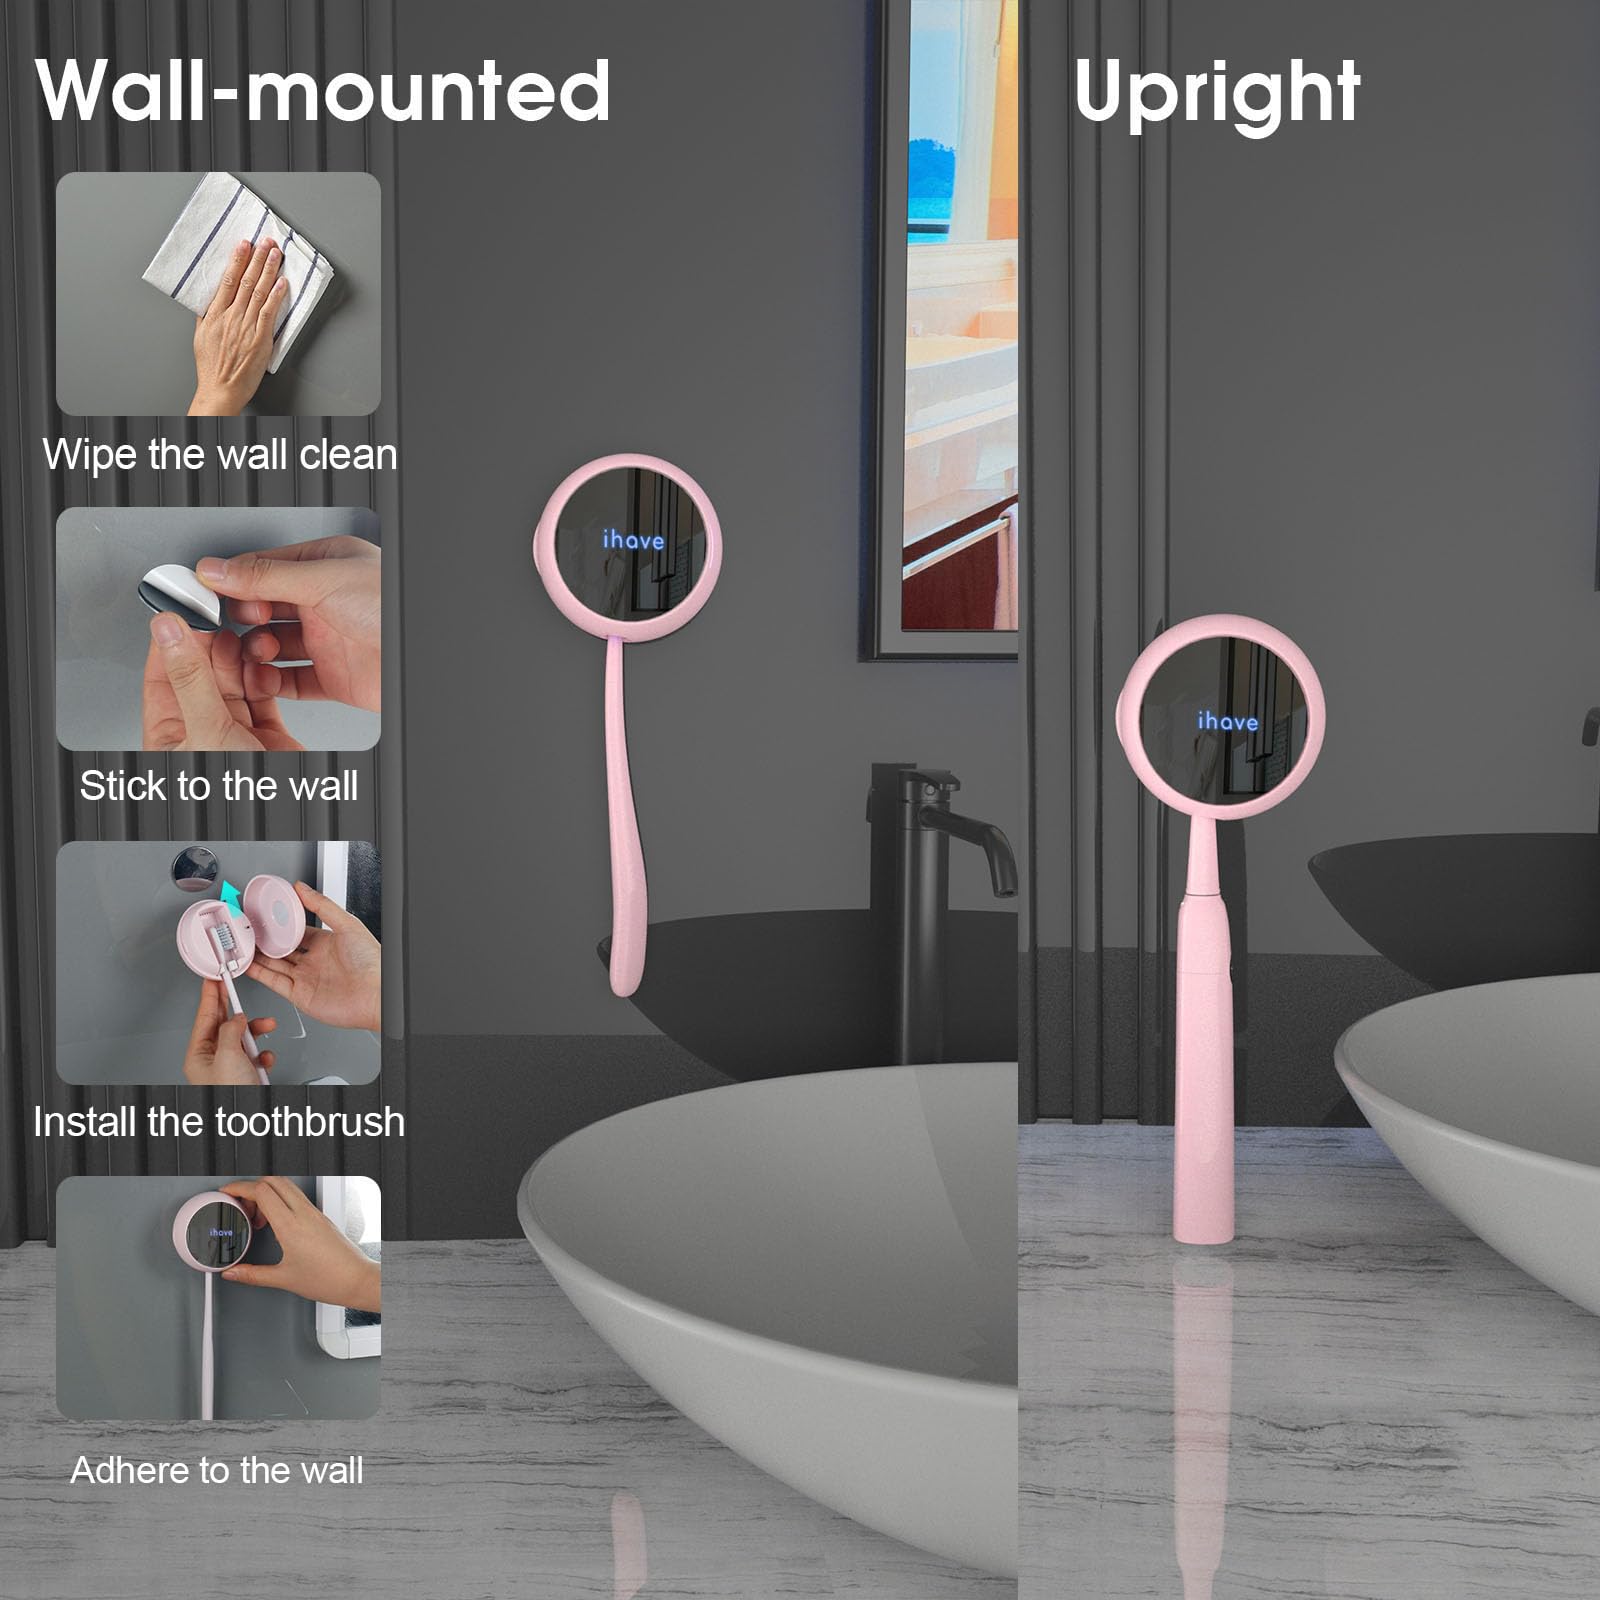 Wall-mounted
Wipe the wall clean
Stick to the wall
Install the toothbrush
ihave
Adhere to the wall
ihave
Upright
ihave